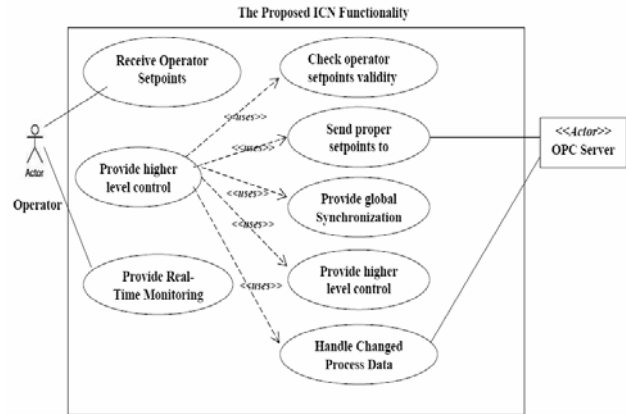 The Proposed ICN Functionality
Receive Operator
Setpoints
Check operator
setpoints validity
<<uses>>
Send proper
setpoints to
<<uses>>
<<Actor>>
OPC Server
Actor
Operator
Provide higher
level control
<<uses>>
Provide global
Synchronization
<<uses>>
Provide higher
level control
Provide Real-
Time Monitoring
<<uses>>
Handle Changed
Process Data